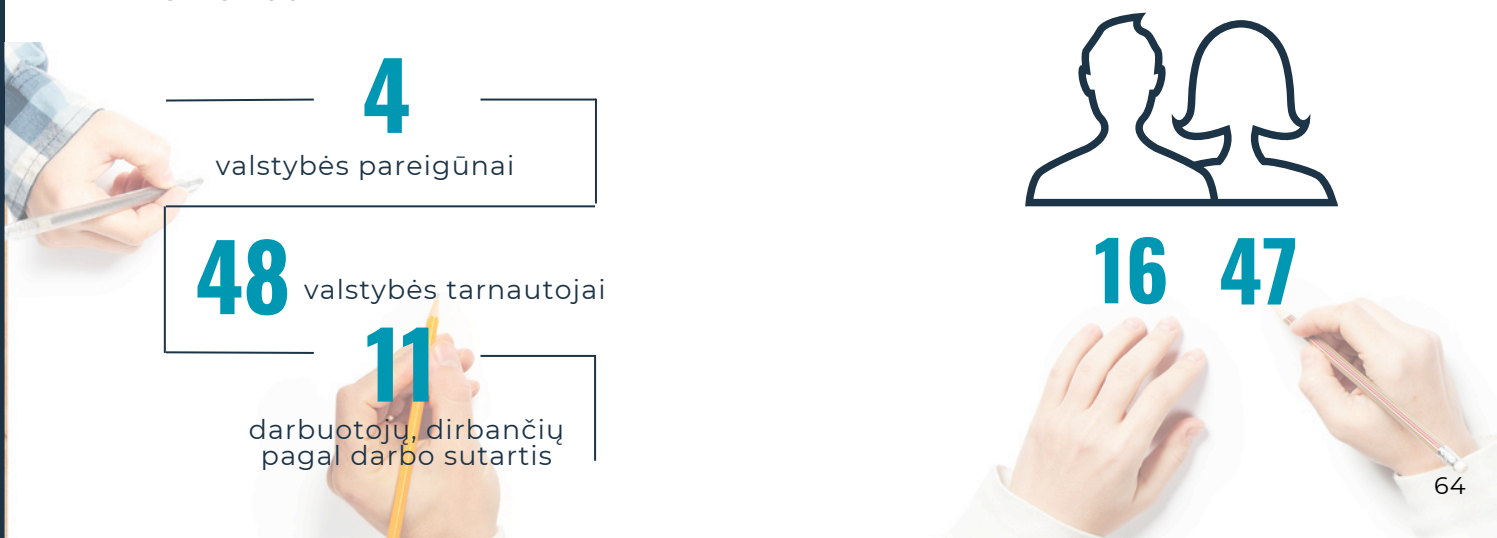 4
valstybės pareigūnai
48 valstybės tarnautojai
11
darbuotojų, dirbančių
pagal darbo sutartis
16 47
64